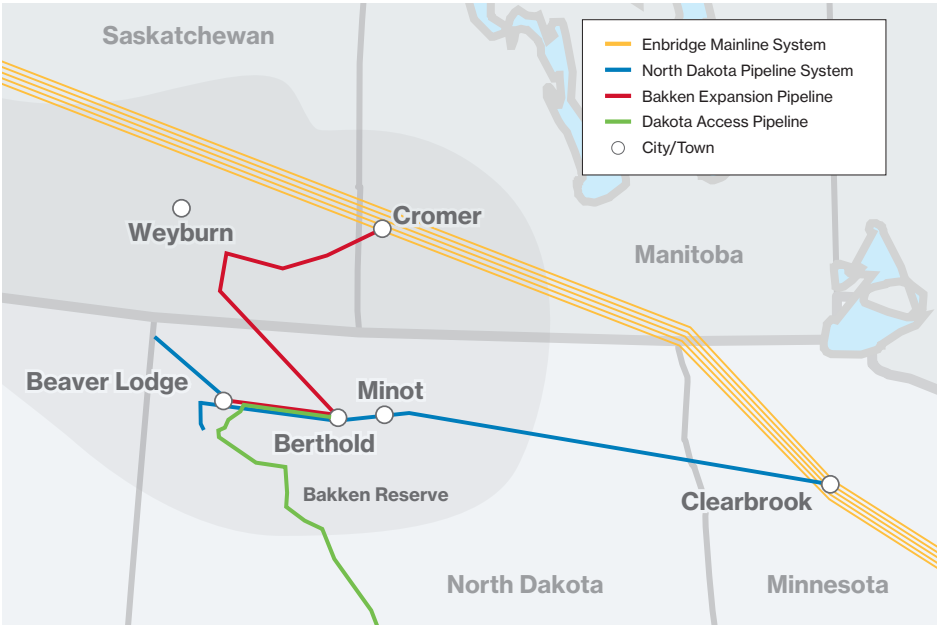 Saskatchewan
Enbridge Mainline System
North Dakota Pipeline System
Bakken Expansion Pipeline
Dakota Access Pipeline
City/Town
Cromer
Weyburn
Manitoba
Beaver Lodge
Minot
Berthold
Bakken Reserve
Clearbrook
North Dakota
Minnesota